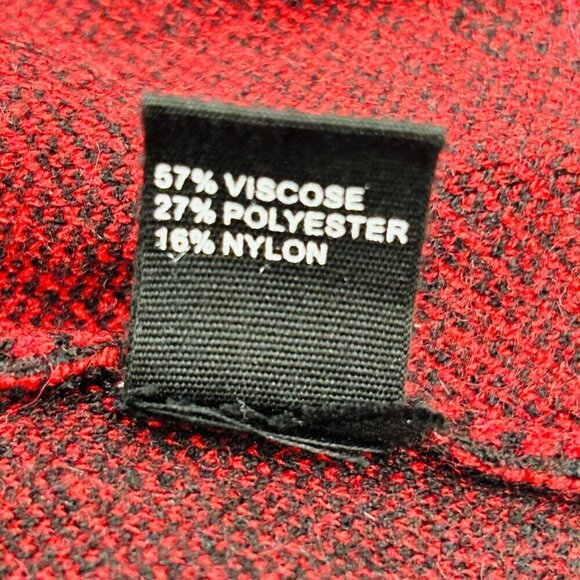 57% VISCOSE
27% POLYESTER
16% NYLON